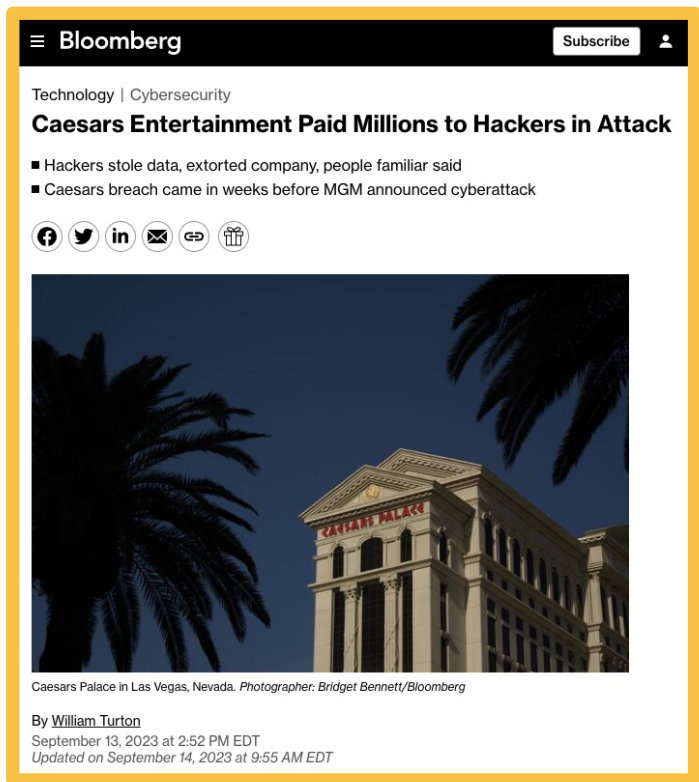 Bloomberg
Subscribe
Technology | Cybersecurity
Caesars Entertainment Paid Millions to Hackers in Attack
Hackers stole data, extorted company, people familiar said
Caesars breach came in weeks before MGM announced cyberattack
CAESARS PALACE
Caesars Palace in Las Vegas, Nevada. Photographer: Bridget Bennett/Bloomberg
By William Turton
September 13, 2023 at 2:52 PM EDT
Updated on September 14, 2023 at 9:55 AM EDT